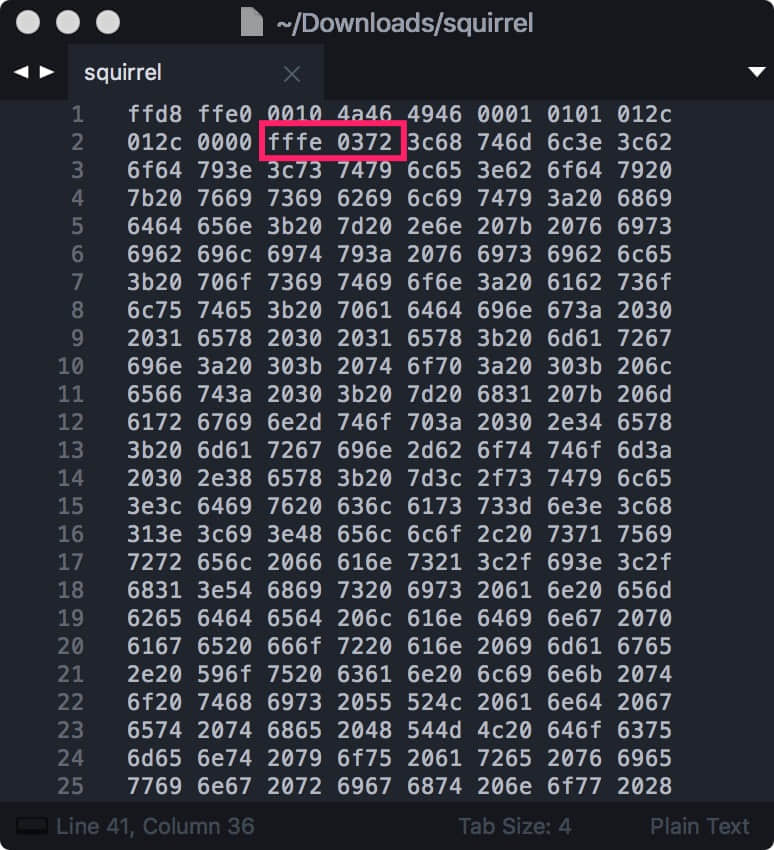 ~/Downloads/squirrel
squirrel
1 ffd8 ffe0 0010 4a46 4946 0001 0101 012c
2 012c 0000 fffe 0372 3c68 746d 6c3e 3c62
3 6f64 793e 3c73 7479 6c65 3e62 6f64 7920
4 7b20 7669 7369 6269 6c69 7479 3a20 6869
5 6464 656e 3b20 7d20 2e6e 207b 2076 6973
6 6962 696c 6974 793a 2076 6973 6962 6c65
7 3b20 706f 7369 7469 6f6e 3a20 6162 736f
8 6c75 7465 3b20 7061 6464 696e 673a 2030
9 2031 6578 2030 2031 6578 3b20 6d61 7267
10 696e 3a20 303b 2074 6f70 3a20 303b 206c
11 6566 743a 2030 3b20 7d20 6831 207b 206d
12 6172 6769 6e2d 746f 703a 2030 2e34 6578
13 3b20 6d61 7267 696e 2d62 6f74 746f 6d3a
14 2030 2e38 6578 3b20 7d3c 2f73 7479 6c65
15 3e3c 6469 7620 636c 6173 733d 6e3e 3c68
16 313e 3c69 3e48 656c 6c6f 2c20 7371 7569
17 7272 656c 2066 616e 7321 3c2f 693e 3c2f
18 6831 3e54 6869 7320 6973 2061 6e20 656d
19 6265 6464 6564 206c 616e 6469 6e67 2070
20 6167 6520 666f 7220 616e 2069 6d61 6765
21 2e20 596f 7520 6361 6e20 6c69 6e6b 2074
22 6f20 7468 6973 2055 524c 2061 6e64 2067
23 6574 2074 6865 2048 544d 4c20 646f 6375
24 6d65 6e74 2079 6f75 2061 7265 2076 6965
25 7769 6e67 2072 6967 6874 206e 6f77 2028
Line 41, Column 36 Tab Size: 4 Plain Text